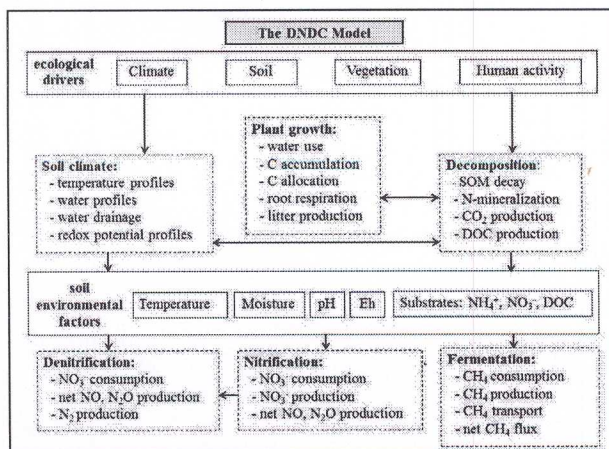 The DNDC Model
ecological
drivers
Climate
Soil
Vegetation
Human activity
Plant growth:
- water use
- C accumulation
- C allocation
- root respiration
- litter production
Soil climate:
- temperature profiles
- water profiles
- water drainage
- redox potential profiles
Decomposition:
- SOM decay
- N-mineralization
- CO₂ production
- DOC production
soil
environmental
factors
Temperature
Moisture
pH
Eh
Substrates: NH₄⁺, NO₃⁻, DOC
Denitrification:
- NO₃⁻ consumption
- net NO, N₂O production
- N₂ production
Nitrification:
- NO₃⁻ consumption
- NO₃⁻ production
- net NO, N₂O production
Fermentation:
- CH₄ consumption
- CH₄ production
- CH₄ transport
- net CH₄ flux